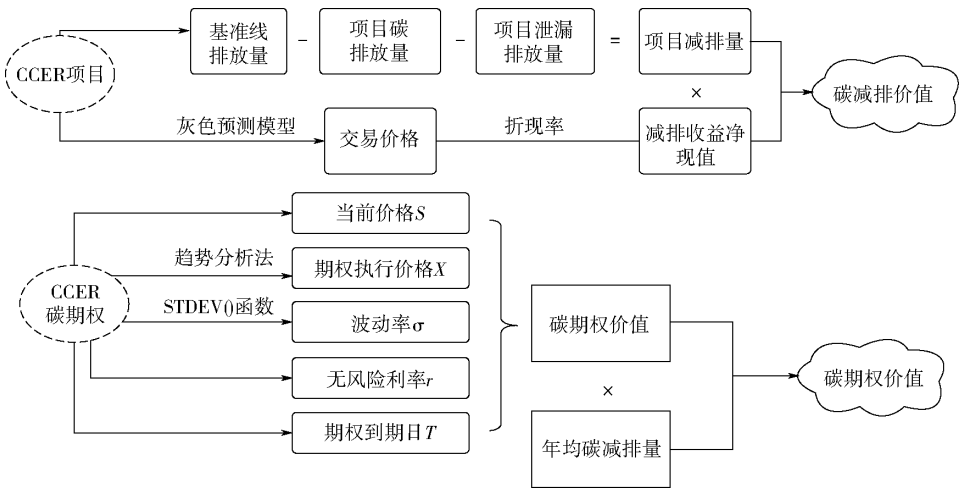 CCER项目
基准线
排放量
－
项目碳
排放量
－
项目泄漏
排放量
=
项目减排量
×
碳减排价值
灰色预测模型
交易价格
折现率
减排收益净
现值
CCER
碳期权
当前价格S
趋势分析法
期权执行价格X
STDEV()函数
波动率σ
无风险利率r
期权到期日T
碳期权价值
×
年均碳减排量
碳期权价值